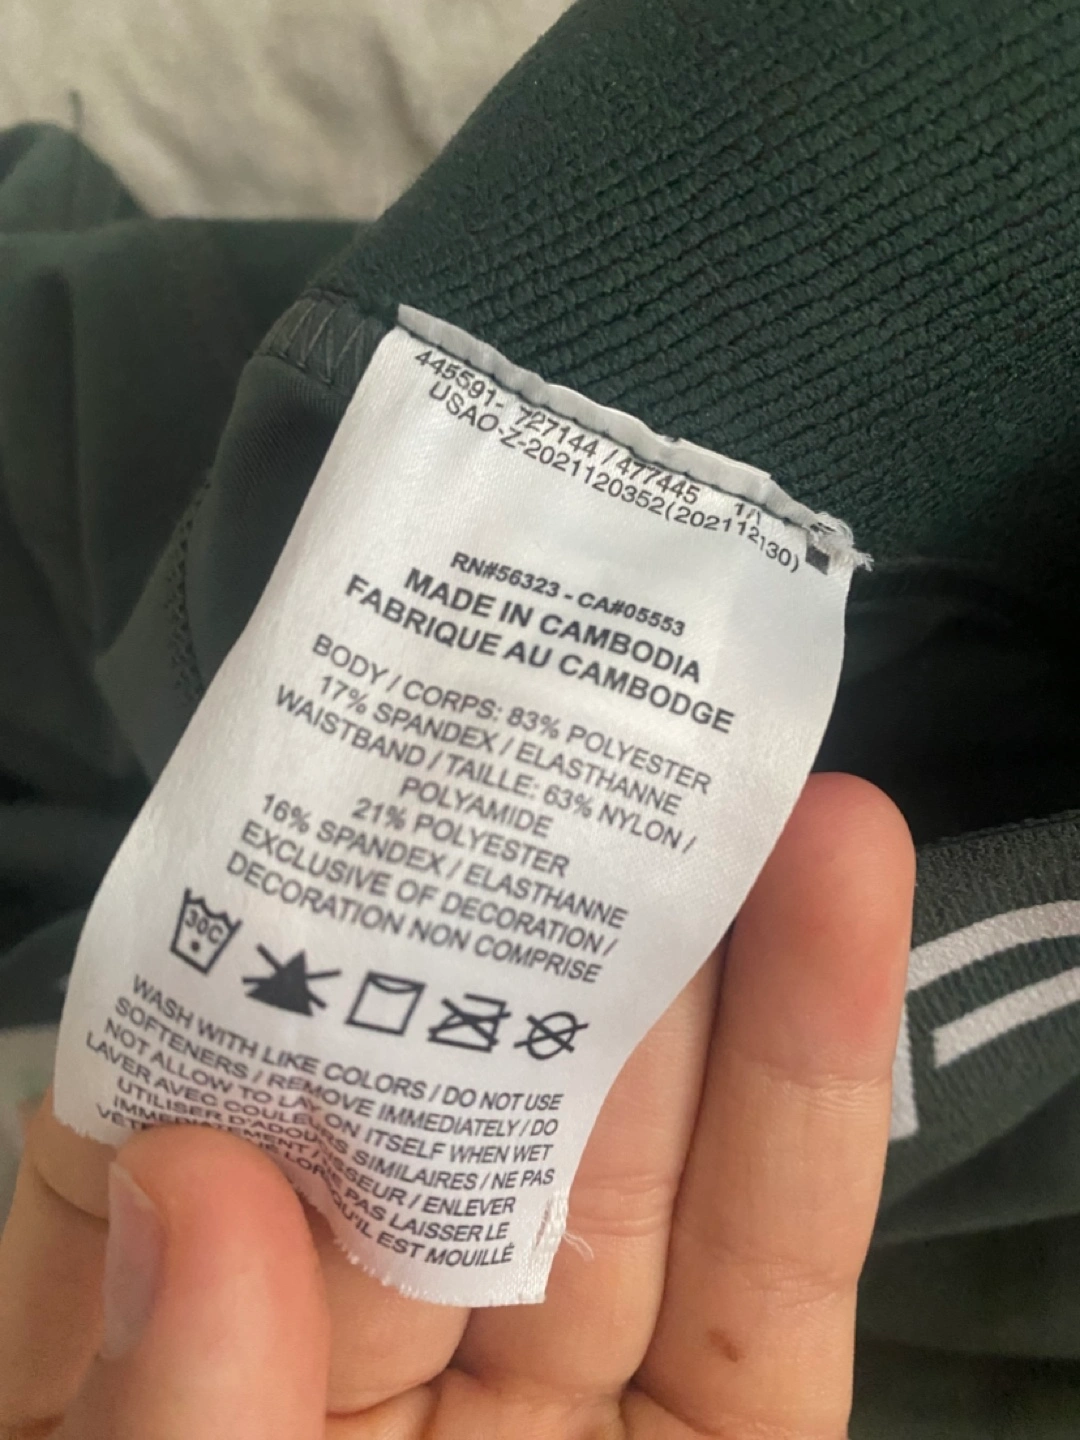 445591- 727144 / 477445 1/1
USAO-Z-2021120352(20211230)
RN#56323 - CA#05553
MADE IN CAMBODIA
FABRIQUE AU CAMBODGE
BODY / CORPS: 83% POLYESTER
17% SPANDEX / ELASTHANNE
WAISTBAND / TAILLE: 63% NYLON /
POLYAMIDE
21% POLYESTER
16% SPANDEX / ELASTHANNE
EXCLUSIVE OF DECORATION /
DECORATION NON COMPRISE
30C
WASH WITH LIKE COLORS / DO NOT USE
SOFTENERS / REMOVE IMMEDIATELY / DO
NOT ALLOW TO LAY ON ITSELF WHEN WET
LAVER AVEC COULEURS SIMILAIRES / NE PAS
UTILISER D'ADOUCISSEUR / ENLEVER
IMMEDIATEMENT / NE PAS LAISSER LE
LORSQU'IL EST MOUILLÉ